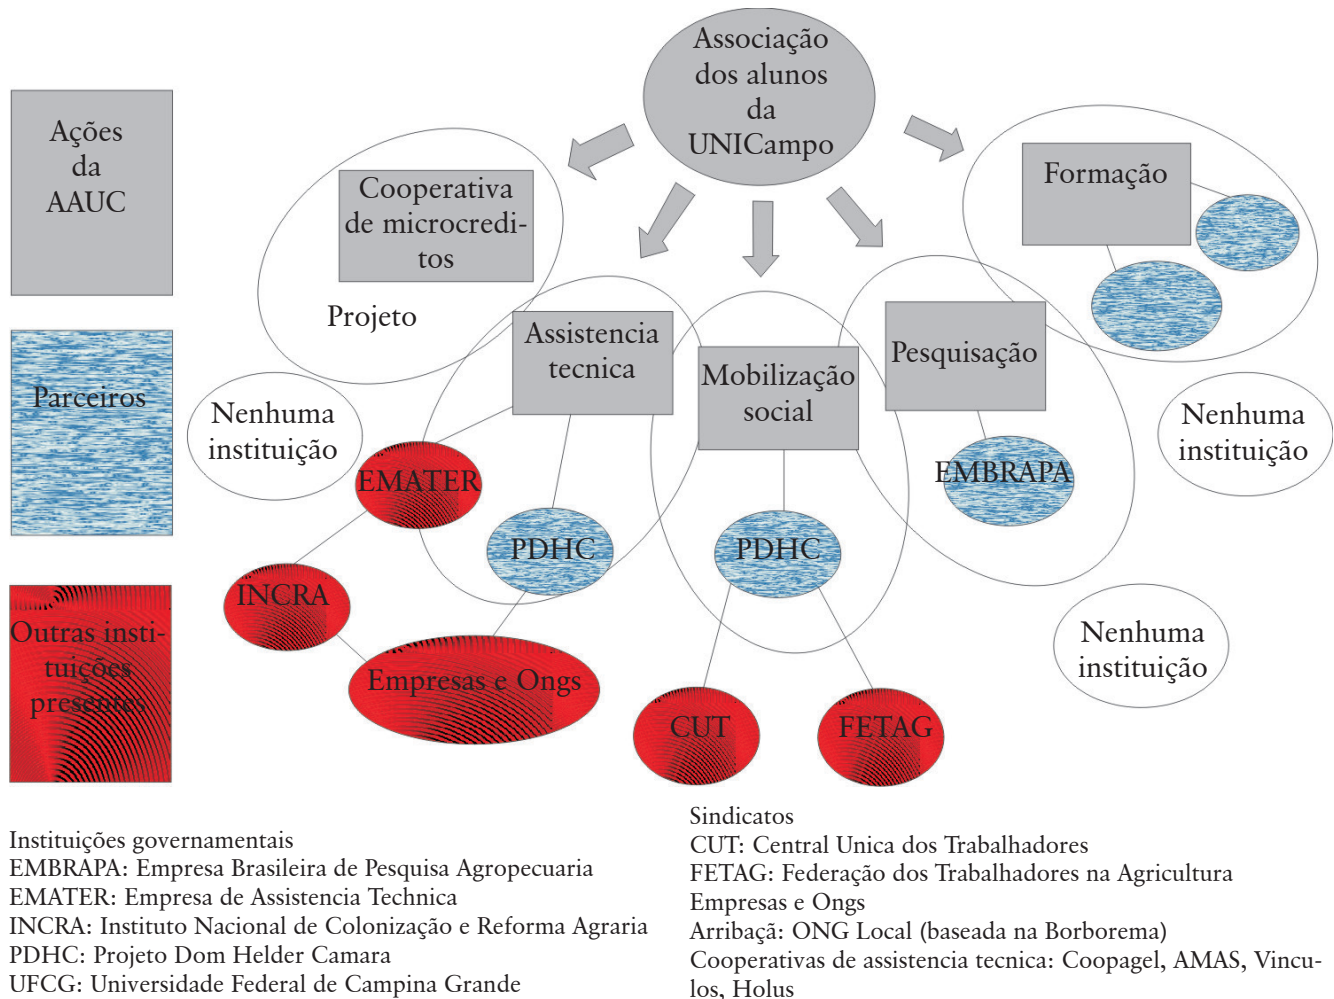 Associação
dos alunos
da
UNICampo
Ações
da
AAUC
Cooperativa
de microcredi-
tos
Projeto
Formação
Assistencia
tecnica
Mobilização
social
Pesquisação
Parceiros
Nenhuma
instituição
Nenhuma
instituição
EMATER
EMBRAPA
PDHC
PDHC
INCRA
Outras insti-
tuições
presentes
Nenhuma
instituição
Empresas e Ongs
CUT
FETAG
Instituições governamentais
EMBRAPA: Empresa Brasileira de Pesquisa Agropecuaria
EMATER: Empresa de Assistencia Technica
INCRA: Instituto Nacional de Colonização e Reforma Agraria
PDHC: Projeto Dom Helder Camara
UFCG: Universidade Federal de Campina Grande
Sindicatos
CUT: Central Unica dos Trabalhadores
FETAG: Federação dos Trabalhadores na Agricultura
Empresas e Ongs
Arribaçã: ONG Local (baseada na Borborema)
Cooperativas de assistencia tecnica: Coopagel, AMAS, Vincu-
los, Holus